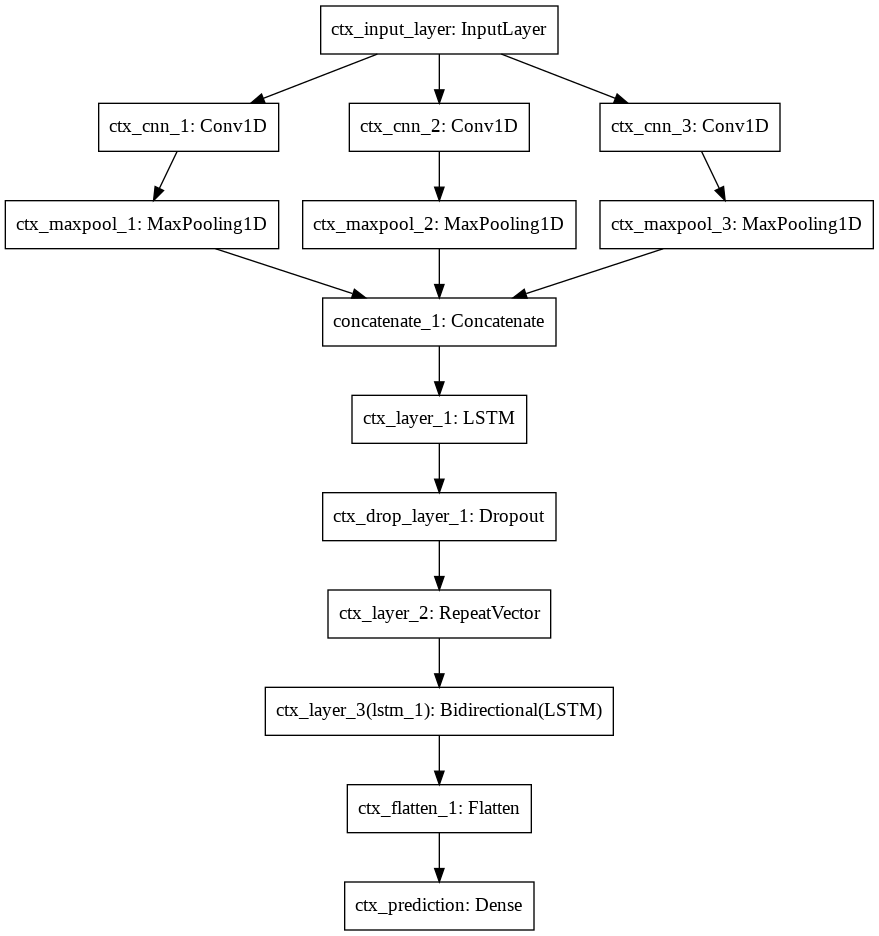 ctx_input_layer: InputLayer
ctx_cnn_1: Conv1D
ctx_cnn_2: Conv1D
ctx_cnn_3: Conv1D
ctx_maxpool_1: MaxPooling1D
ctx_maxpool_2: MaxPooling1D
ctx_maxpool_3: MaxPooling1D
concatenate_1: Concatenate
ctx_layer_1: LSTM
ctx_drop_layer_1: Dropout
ctx_layer_2: RepeatVector
ctx_layer_3(lstm_1): Bidirectional(LSTM)
ctx_flatten_1: Flatten
ctx_prediction: Dense